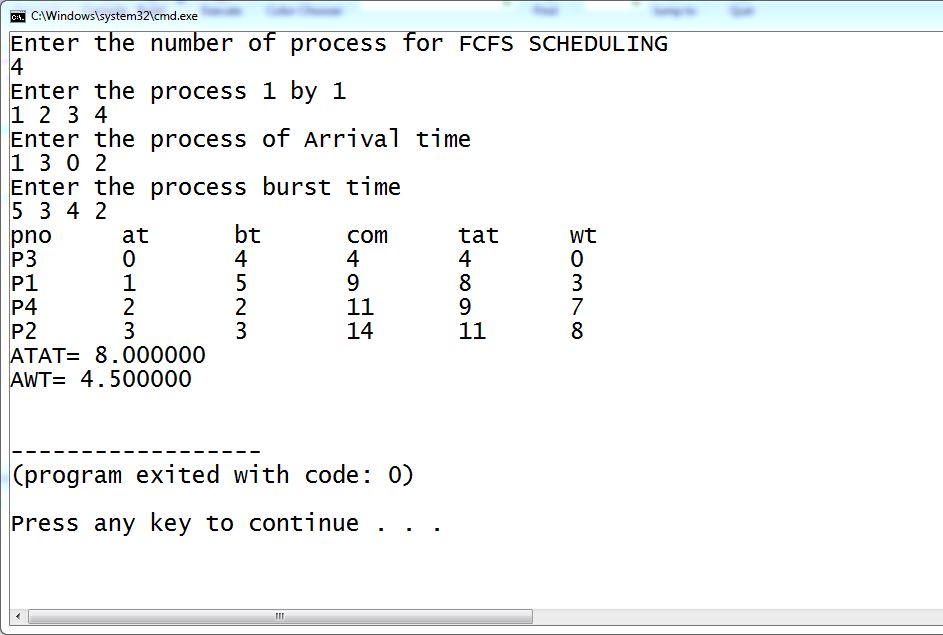 C:\Windows\system32\cmd.exe
Enter the number of process for FCFS SCHEDULING
4
Enter the process 1 by 1
1 2 3 4
Enter the process of Arrival time
1 3 0 2
Enter the process burst time
5 3 4 2
pno at bt com tat wt
P3 0 4 4 4 0
P1 1 5 9 8 3
P4 2 2 11 9 7
P2 3 3 14 11 8
ATAT= 8.000000
AWT= 4.500000
------------------
(program exited with code: 0)
Press any key to continue . . .